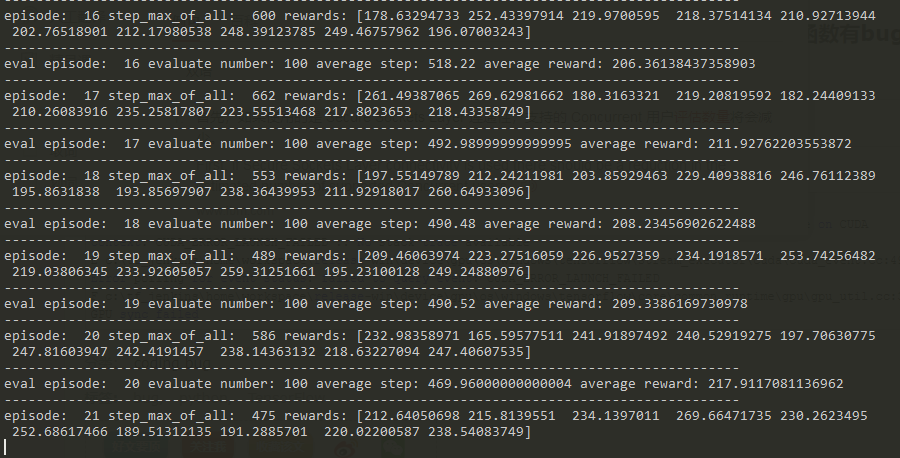 episode:  16 step_max_of_all:  600 rewards: [178.63294733 252.43397914 219.9700595  218.37514134 210.92713944
 202.76518901 212.17980538 248.39123785 249.46757962 196.07003243]
--------------------------------------------------------------------------------------------
eval episode:  16 evaluate number: 100 average step: 518.22 average reward: 206.36138437358903
--------------------------------------------------------------------------------------------
episode:  17 step_max_of_all:  662 rewards: [261.49387065 269.62981662 180.3163321  219.20819592 182.24409133
 210.26083916 235.25817807 223.55513468 217.8023653  218.43358749]
--------------------------------------------------------------------------------------------
eval episode:  17 evaluate number: 100 average step: 492.98999999999995 average reward: 211.92762203553872
--------------------------------------------------------------------------------------------
episode:  18 step_max_of_all:  553 rewards: [197.55149789 212.24211981 203.85929463 229.40938816 246.76112389
 195.8631838  193.85697907 238.36439953 211.92918017 260.64933096]
--------------------------------------------------------------------------------------------
eval episode:  18 evaluate number: 100 average step: 490.48 average reward: 208.23456902622488
--------------------------------------------------------------------------------------------
episode:  19 step_max_of_all:  489 rewards: [209.46063974 223.27516059 226.9527359  234.1918571  253.74256482
 219.03806345 233.92605057 259.31251661 195.23100128 249.24880976]
--------------------------------------------------------------------------------------------
eval episode:  19 evaluate number: 100 average step: 490.52 average reward: 209.3386169730978
--------------------------------------------------------------------------------------------
episode:  20 step_max_of_all:  586 rewards: [232.98358971 165.59577511 241.91897492 240.52919275 197.70630775
 247.81603947 242.4191457  238.14363132 218.63227094 247.40607535]
--------------------------------------------------------------------------------------------
eval episode:  20 evaluate number: 100 average step: 469.96000000000004 average reward: 217.9117081136962
--------------------------------------------------------------------------------------------
episode:  21 step_max_of_all:  475 rewards: [212.64050698 215.8139551  234.1397011  269.66471735 230.2623495
 252.68617466 189.51312135 191.2885701  220.02200587 238.54083749]